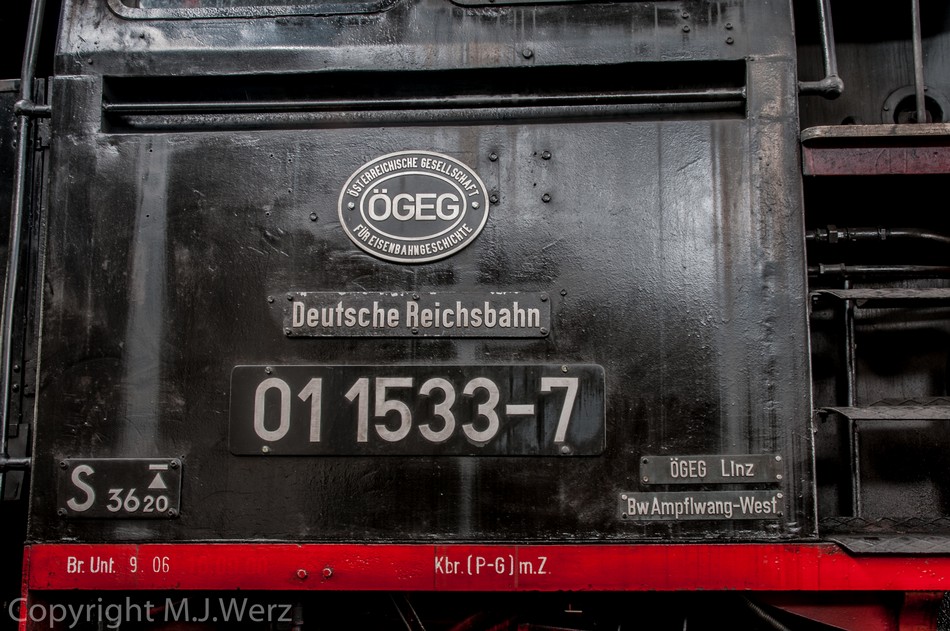 ÖSTERREICHISCHE GESELLSCHAFT
ÖGEG
FÜR EISENBAHNGESCHICHTE
Deutsche Reichsbahn
01 1533-7
S 36 20
ÖGEG LInz
Bw Ampflwang-West
Br. Unt. 9. 06
Kbr. (P-G) m.Z.
Copyright M.J.Werz